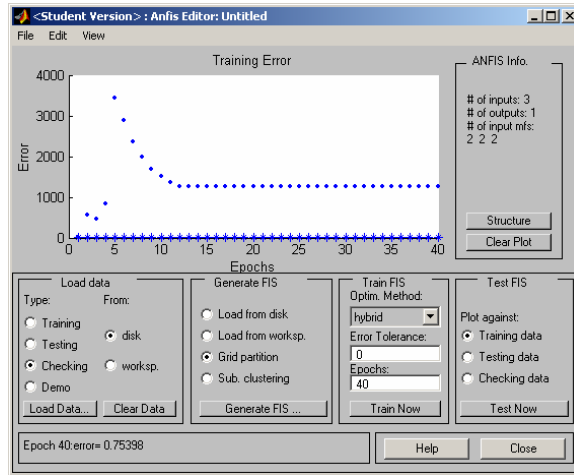 <Student Version> : Anfis Editor: Untitled
File Edit View
Training Error
4000
3000
2000
1000
0
Error
0 5 10 15 20 25 30 35 40
Epochs
ANFIS Info.
# of inputs: 3
# of outputs: 1
# of input mfs:
2 2 2
Structure
Clear Plot
Load data
Type: From:
Training
Testing
Checking
Demo
disk
worksp.
Load Data...
Clear Data
Generate FIS
Load from disk
Load from worksp.
Grid partition
Sub. clustering
Generate FIS ...
Train FIS
Optim. Method:
hybrid
Error Tolerance:
0
Epochs:
40
Train Now
Test FIS
Plot against:
Training data
Testing data
Checking data
Test Now
Epoch 40:error= 0.75398
Help
Close